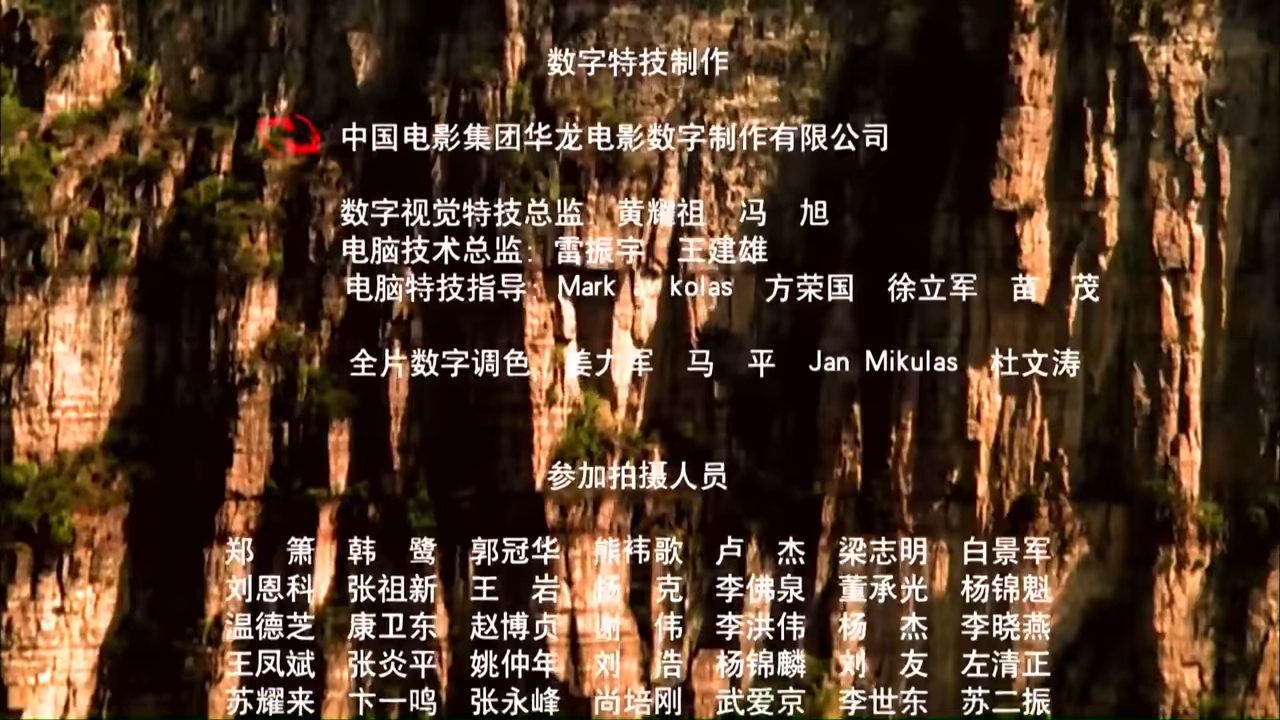 数字特技制作
中国电影集团华龙电影数字制作有限公司
数字视觉特技总监：黄耀祖 冯 旭
电脑技术总监：雷振宇 王建雄
电脑特技指导：Mark kolas 方荣国 徐立军 苗 茂
全片数字调色：姜力军 马 平 Jan Mikulas 杜文涛
参加拍摄人员
郑 箫 韩 鹭 郭冠华 熊祎歌 卢 杰 梁志明 白景军
刘恩科 张祖新 王 岩 杨 克 李佛泉 董承光 杨锦魁
温德芝 康卫东 赵博贞 谢 伟 李洪伟 杨 杰 李晓燕
王凤斌 张炎平 姚仲年 刘 浩 杨锦麟 刘 友 左清正
苏耀来 卞一鸣 张永峰 尚培刚 武爱京 李世东 苏二振